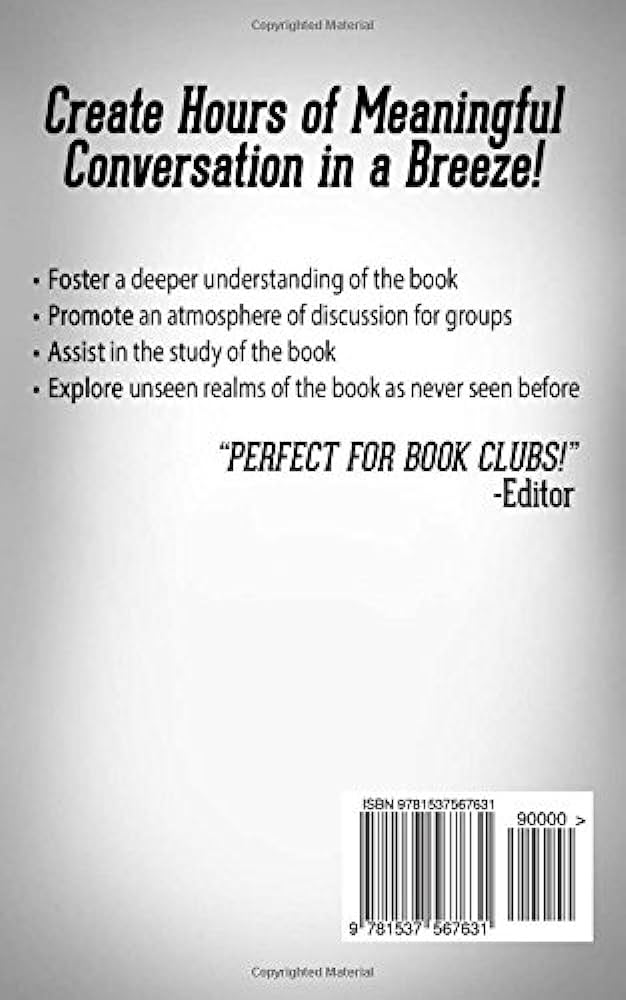 Copyrighted Material
Create Hours of Meaningful
Conversation in a Breeze!
• Foster a deeper understanding of the book
• Promote an atmosphere of discussion for groups
• Assist in the study of the book
• Explore unseen realms of the book as never seen before
“PERFECT FOR BOOK CLUBS!”
-Editor
ISBN 9781537567631
90000 >
9 781537 567631
Copyrighted Material